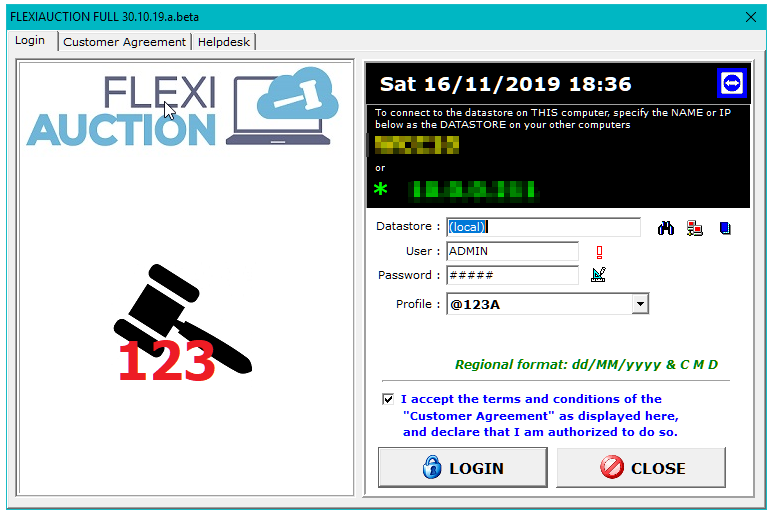 FLEXIAUCTION FULL 30.10.19.a.beta
Login
Customer Agreement
Helpdesk
FLEXI
AUCTION
123
Sat 16/11/2019 18:36
To connect to the datastore on THIS computer, specify the NAME or IP
below as the DATASTORE on your other computers
or
*
Datastore : (local)
User : ADMIN
Password : #####
Profile : @123A
Regional format: dd/MM/yyyy & C M D
I accept the terms and conditions of the
"Customer Agreement" as displayed here,
and declare that I am authorized to do so.
LOGIN
CLOSE